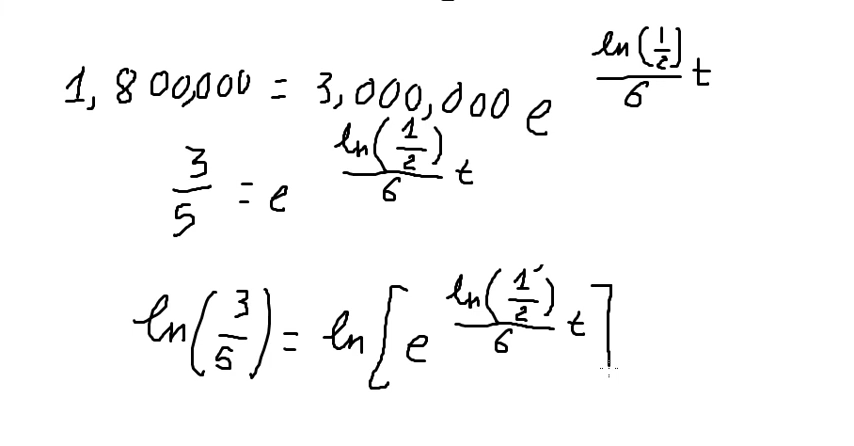 1,800,000 = 3,000,000 e^(ln(1/2)/6 t)
3/5 = e^(ln(1/2)/6 t)
ln(3/5) = ln[e^(ln(1/2)/6 t)]